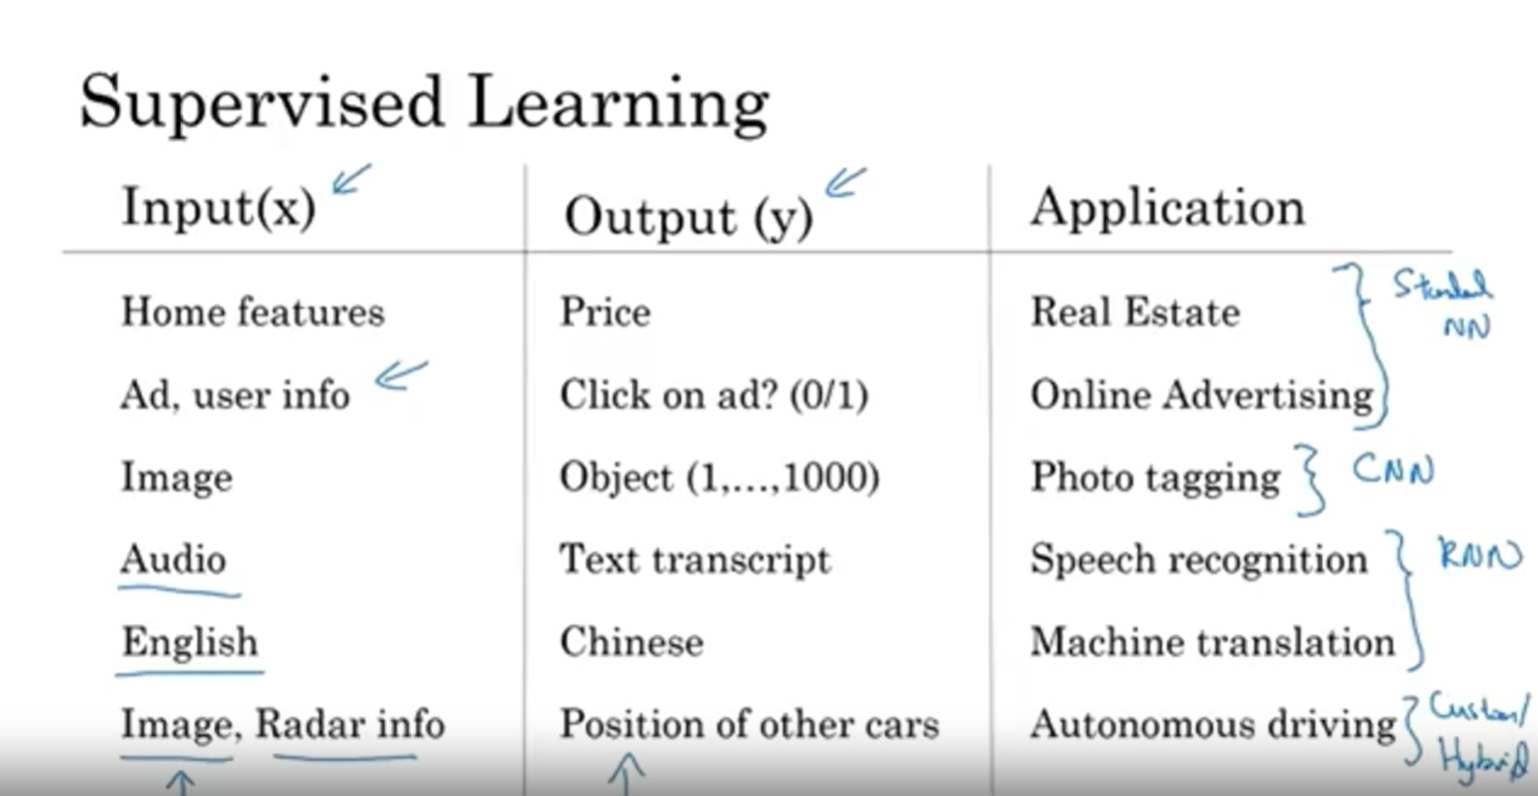 Supervised Learning
Input(x) Output (y) Application
Home features Price Real Estate
Standard
NN
Ad, user info Click on ad? (0/1) Online Advertising
Image Object (1,...,1000) Photo tagging CNN
Audio Text transcript Speech recognition RNN
English Chinese Machine translation
Image, Radar info Position of other cars Autonomous driving Custom/
Hybrid